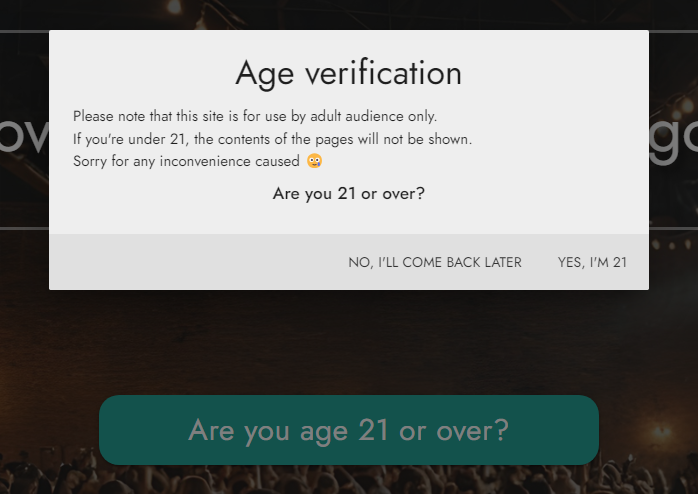 Age verification
Please note that this site is for use by adult audience only.
If you're under 21, the contents of the pages will not be shown.
Sorry for any inconvenience caused 🤪
Are you 21 or over?
NO, I'LL COME BACK LATER YES, I'M 21
Are you age 21 or over?